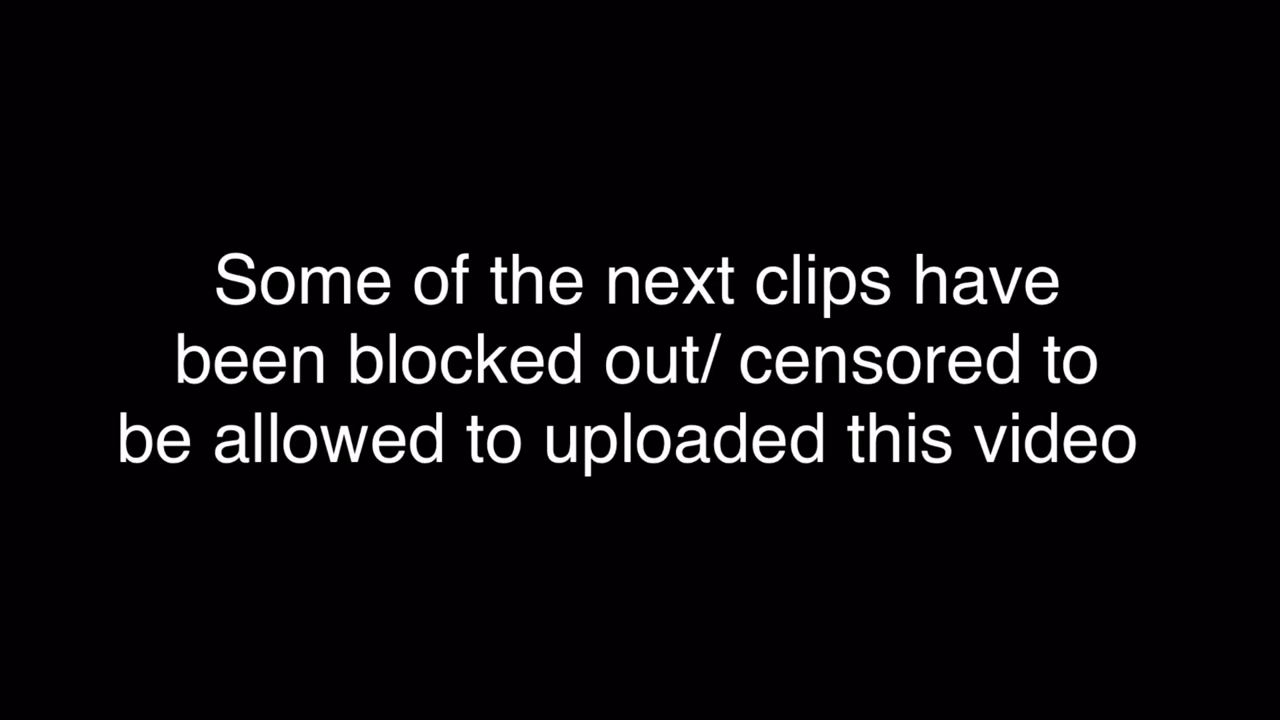 Some of the next clips have
been blocked out/ censored to
be allowed to uploaded this video